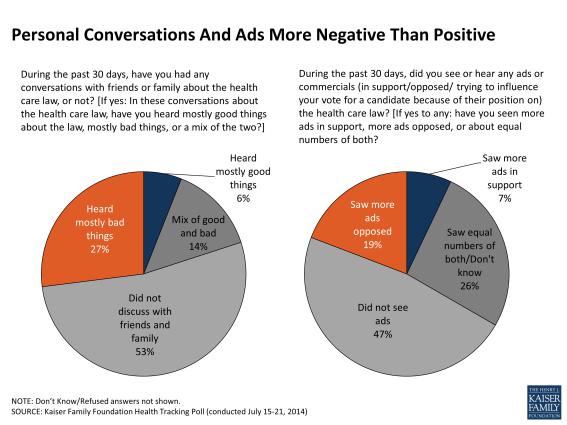 Personal Conversations And Ads More Negative Than Positive
During the past 30 days, have you had any
conversations with friends or family about the health
care law, or not? [If yes: In these conversations about
the health care law, have you heard mostly good things
about the law, mostly bad things, or a mix of the two?]
During the past 30 days, did you see or hear any ads or
commercials (in support/opposed/ trying to influence
your vote for a candidate because of their position on)
the health care law? [If yes to any: have you seen more
ads in support, more ads opposed, or about equal
numbers of both?
Heard
mostly good
things
6%
Mix of good
and bad
14%
Heard
mostly bad
things
27%
Did not
discuss with
friends and
family
53%
Saw more
ads in
support
7%
Saw more
ads
opposed
19%
Saw equal
numbers of
both/Don't
know
26%
Did not see
ads
47%
NOTE: Don't Know/Refused answers not shown.
SOURCE: Kaiser Family Foundation Health Tracking Poll (conducted July 15-21, 2014)
THE HENRY J.
KAISER
FAMILY
FOUNDATION